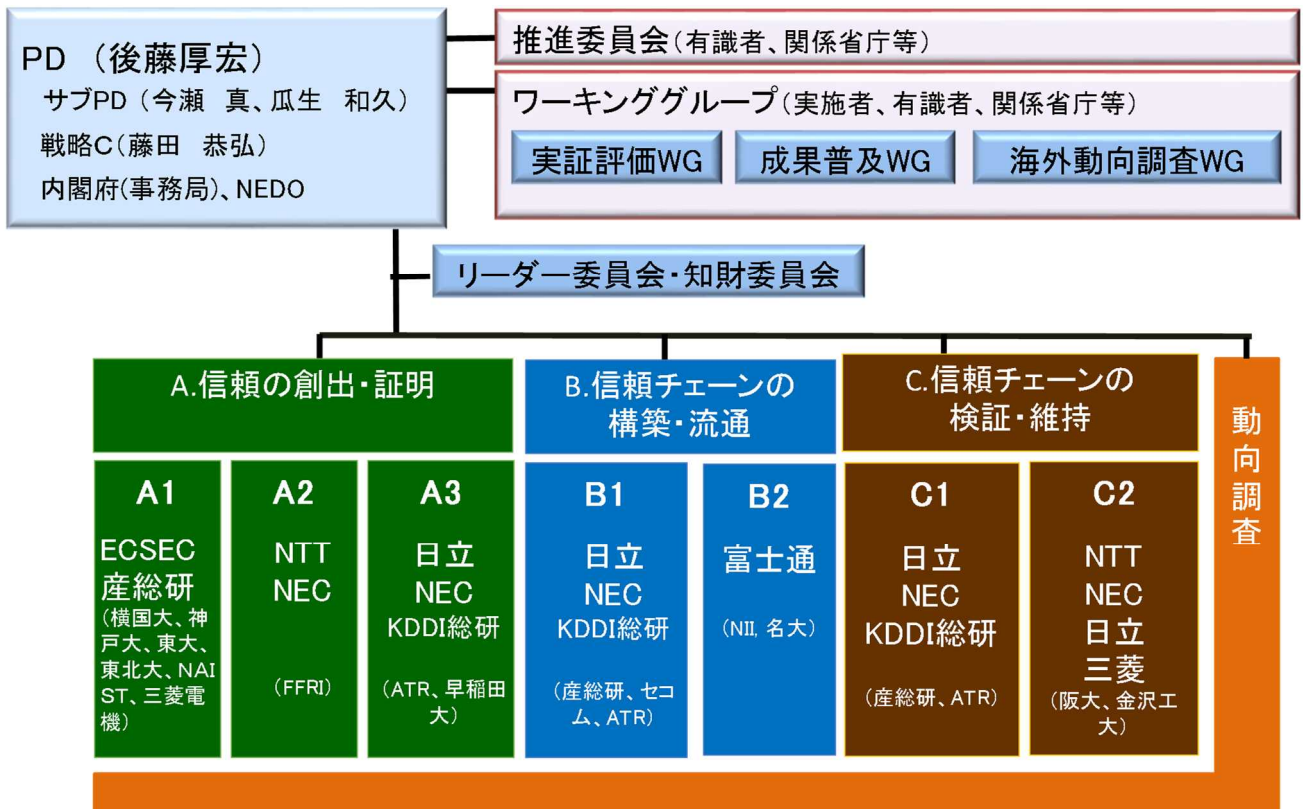 PD （後藤厚宏）
サブPD （今瀬 真、瓜生 和久）
戦略C（藤田 恭弘）
内閣府(事務局)、NEDO
推進委員会（有識者、関係省庁等）
ワーキンググループ（実施者、有識者、関係省庁等）
実証評価WG
成果普及WG
海外動向調査WG
リーダー委員会・知財委員会
A.信頼の創出・証明
A1
ECSEC
産総研
(横国大、神
戸大、東大、
東北大、NAI
ST、三菱電
機)
A2
NTT
NEC
(FFRI)
A3
日立
NEC
KDDI総研
(ATR、早稲田
大)
B.信頼チェーンの
構築・流通
B1
日立
NEC
KDDI総研
(産総研、セコ
ム、ATR)
B2
富士通
(NII, 名大)
C.信頼チェーンの
検証・維持
C1
日立
NEC
KDDI総研
(産総研、ATR)
C2
NTT
NEC
日立
三菱
(阪大、金沢工
大)
動向調査